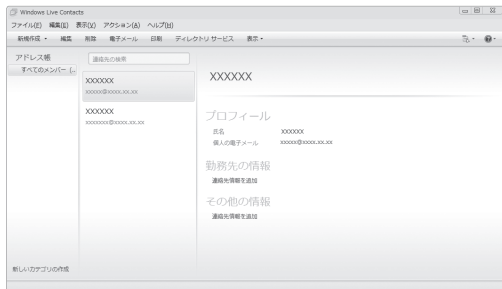 Windows Live Contacts
ファイル(F) 編集(E) 表示(V) アクション(A) ヘルプ(H)
新規作成 編集 削除 電子メール 印刷 ディレクトリ サービス 表示
アドレス帳
すべてのメンバー (...
連絡先の検索
XXXXXX
xxxxx@xxxx.xx.xx
XXXXXX
xxxxxxx@xxxx.xx.xx
XXXXXX
プロフィール
氏名 XXXXXX
個人の電子メール xxxxx@xxxx.xx.xx
勤務先の情報
連絡先情報を追加
その他の情報
連絡先情報を追加
新しいカテゴリの作成